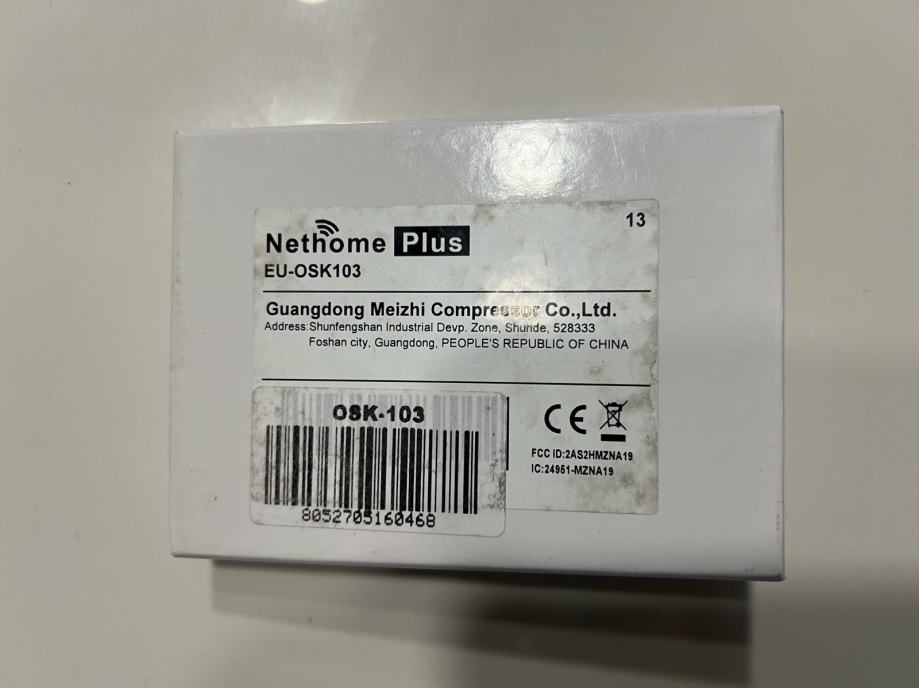 13
Nethome Plus
EU-OSK103
Guangdong Meizhi Compressor Co.,Ltd.
Address:Shunfengshan Industrial Devp. Zone, Shunde, 528333
Foshan city, Guangdong, PEOPLE'S REPUBLIC OF CHINA
OSK-103
8052705160468
CE
FCC ID:2AS2HMZNA19
IC:24951-MZNA19